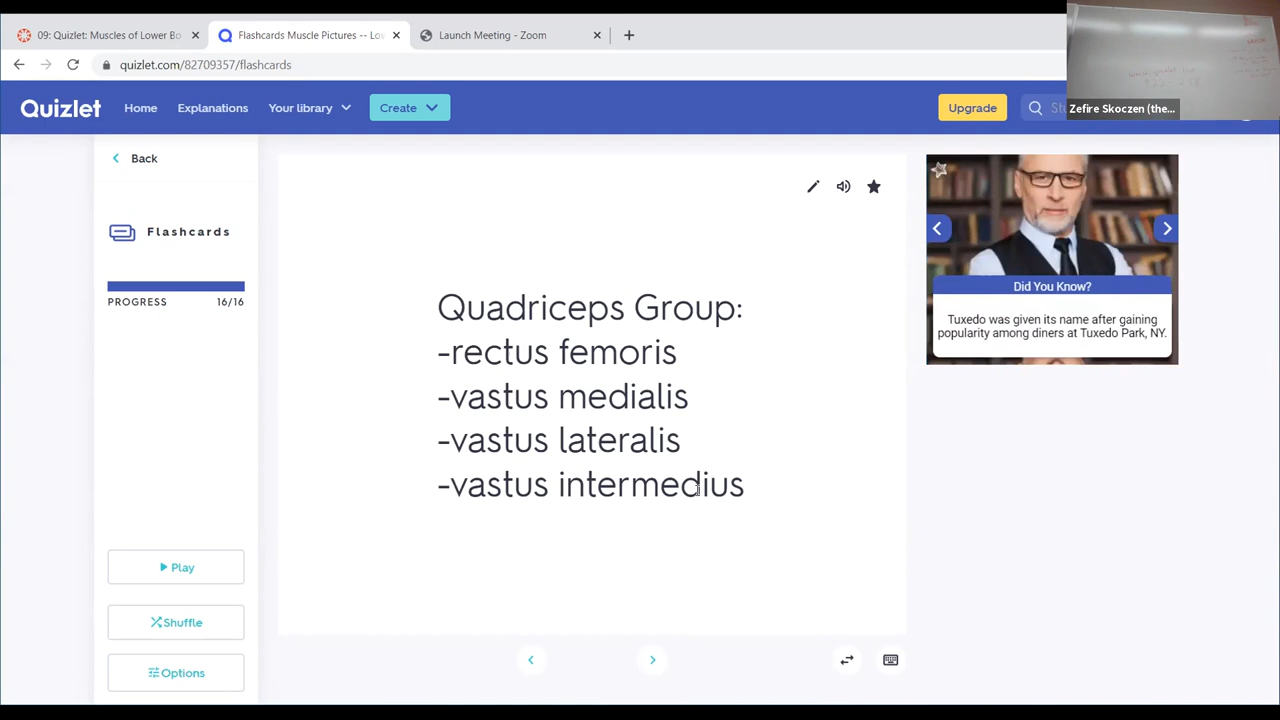 09: Quizlet: Muscles of Lower Bo
Flashcards Muscle Pictures -- Lo
Launch Meeting - Zoom
quizlet.com/82709357/flashcards
Zefire Skoczen (the...
Quizlet
Home
Explanations
Your library
Create
Upgrade
Back
Flashcards
PROGRESS 16/16
Quadriceps Group:
-rectus femoris
-vastus medialis
-vastus lateralis
-vastus intermedius
Did You Know?
Tuxedo was given its name after gaining
popularity among diners at Tuxedo Park, NY.
Play
Shuffle
Options